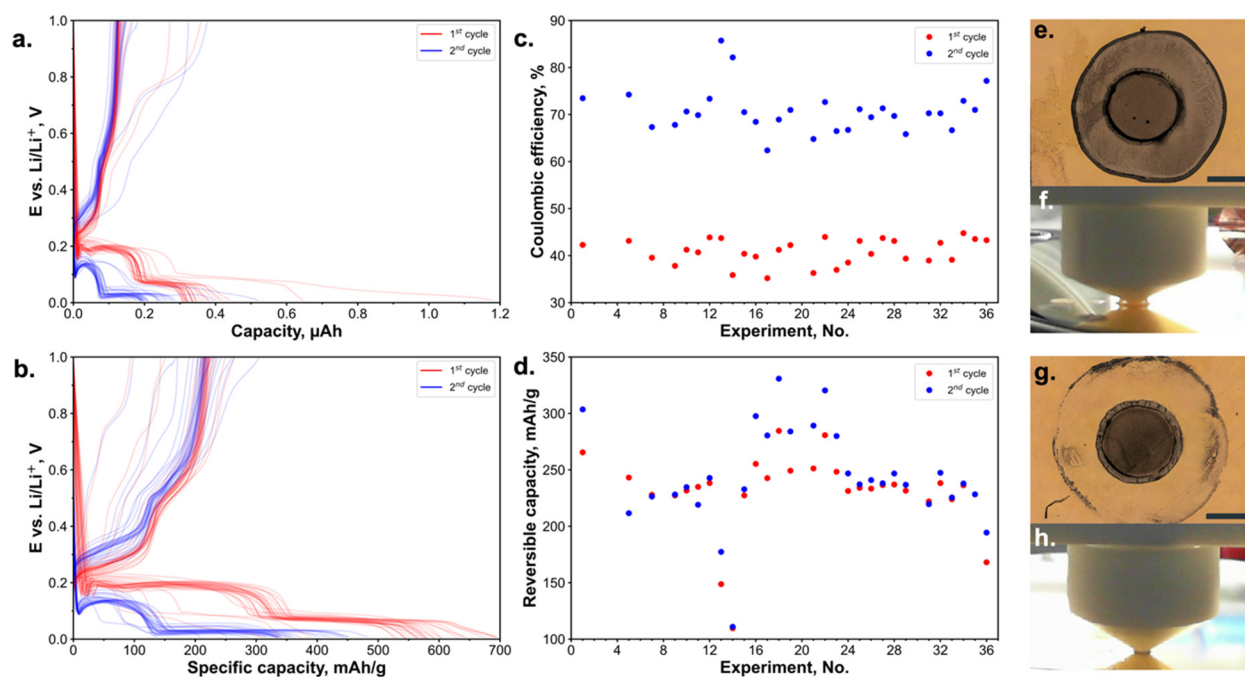 a.
1st cycle
2nd cycle
E vs. Li/Li+, V
1.0
0.8
0.6
0.4
0.2
0.0
0.0 0.2 0.4 0.6 0.8 1.0 1.2
Capacity, μAh
b.
1st cycle
2nd cycle
E vs. Li/Li+, V
1.0
0.8
0.6
0.4
0.2
0.0
0 100 200 300 400 500 600 700
Specific capacity, mAh/g
c.
1st cycle
2nd cycle
Coulombic efficiency, %
90
80
70
60
50
40
30
0 4 8 12 16 20 24 28 32 36
Experiment, No.
d.
1st cycle
2nd cycle
Reversible capacity, mAh/g
350
300
250
200
150
100
0 4 8 12 16 20 24 28 32 36
Experiment, No.
e.
f.
g.
h.